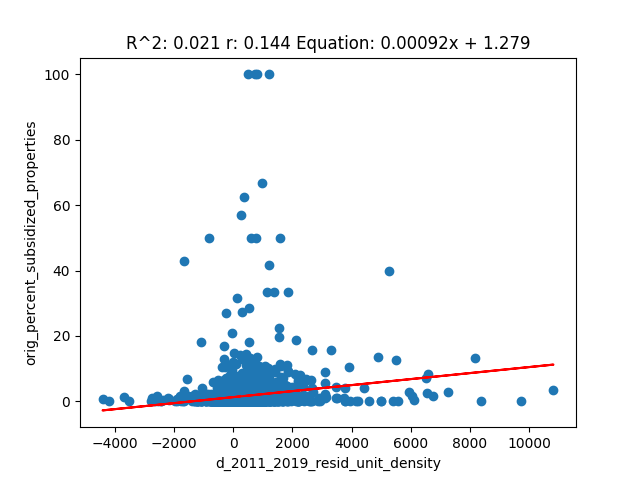 R^2: 0.021 r: 0.144 Equation: 0.00092x + 1.279
100
80
60
40
20
0
orig_percent_subsidized_properties
−4000 −2000 0 2000 4000 6000 8000 10000
d_2011_2019_resid_unit_density